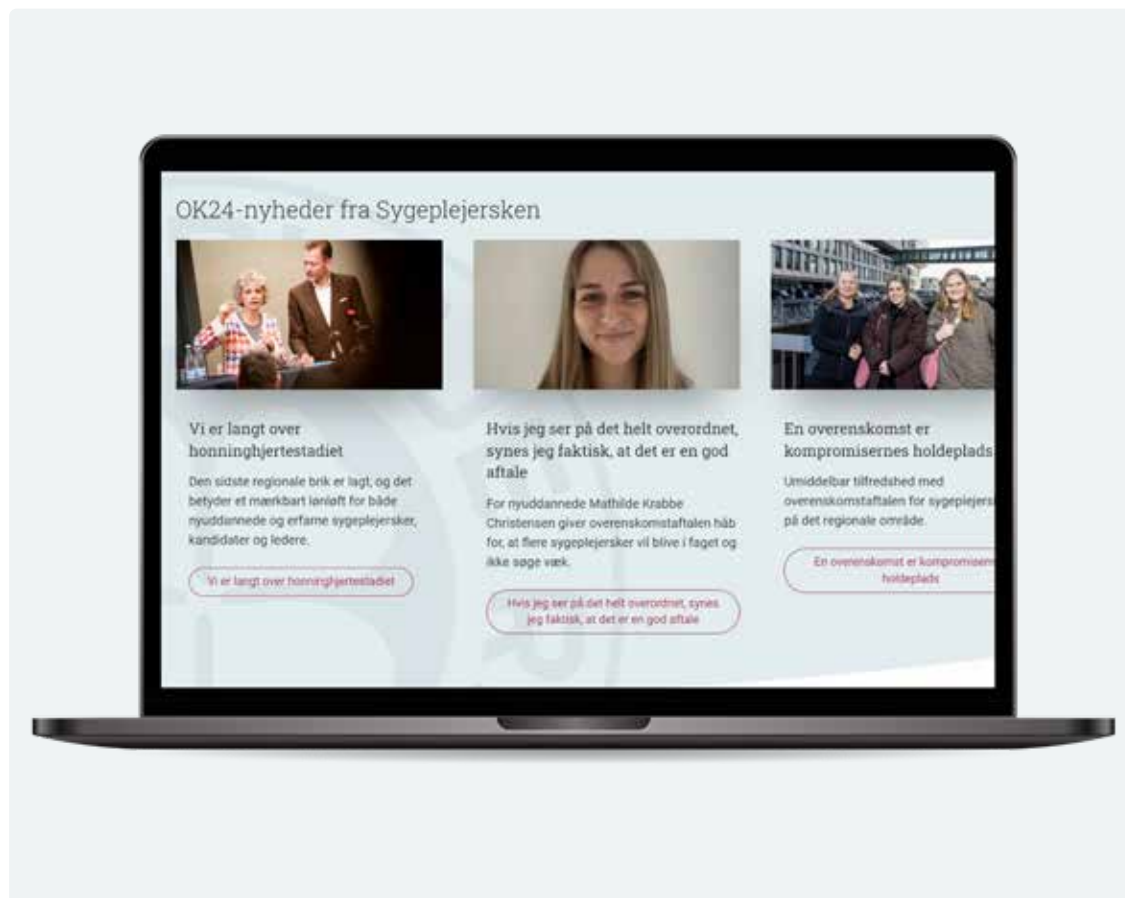 OK24-nyheder fra Sygeplejersken
Vi er langt over
honninghjertestadiet
Den sidste regionale brik er lagt, og det
betyder et mærkbart lønløft for både
nyuddannede og erfarne sygeplejersker,
kandidater og ledere.
Vi er langt over honninghjertestadiet
Hvis jeg ser på det helt overordnet,
synes jeg faktisk, at det er en god
aftale
For nyuddannede Mathilde Krabbe
Christensen giver overenskomstaftalen håb
for, at flere sygeplejersker vil blive i faget og
ikke søge væk.
Hvis jeg ser på det helt overordnet, synes
jeg faktisk, at det er en god aftale
En overenskomst er
kompromisernes holdeplads
Umiddelbar tilfredshed med
overenskomstaftalen for sygeplejers
på det regionale område.
En overenskomst er kompromisern
holdeplads